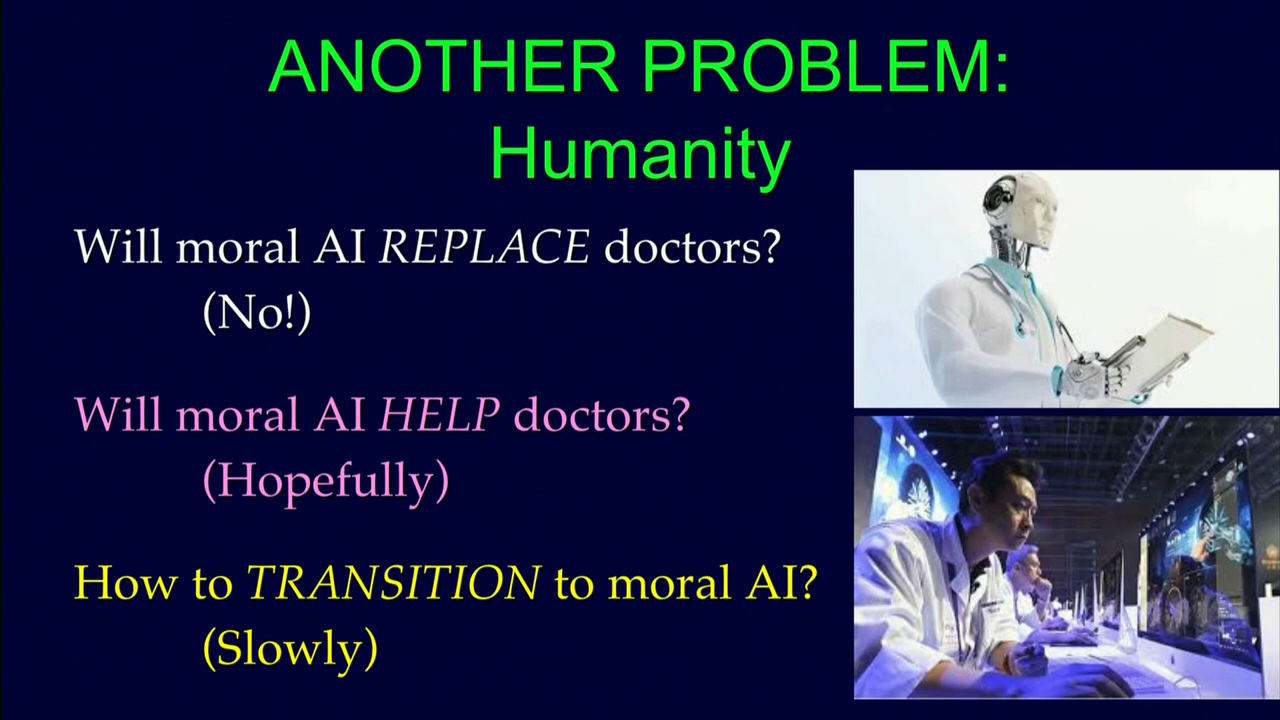 ANOTHER PROBLEM:
Humanity
Will moral AI REPLACE doctors?
(No!)
Will moral AI HELP doctors?
(Hopefully)
How to TRANSITION to moral AI?
(Slowly)